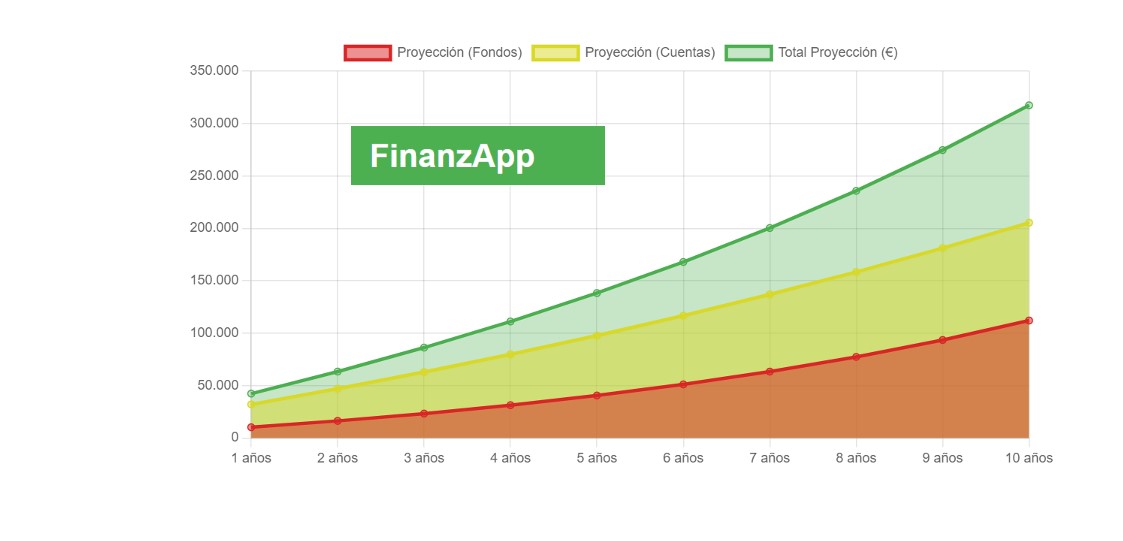 Proyección (Fondos) Proyección (Cuentas) Total Proyección (€)
350.000
300.000
FinanzApp
250.000
200.000
150.000
100.000
50.000
0
1 años 2 años 3 años 4 años 5 años 6 años 7 años 8 años 9 años 10 años